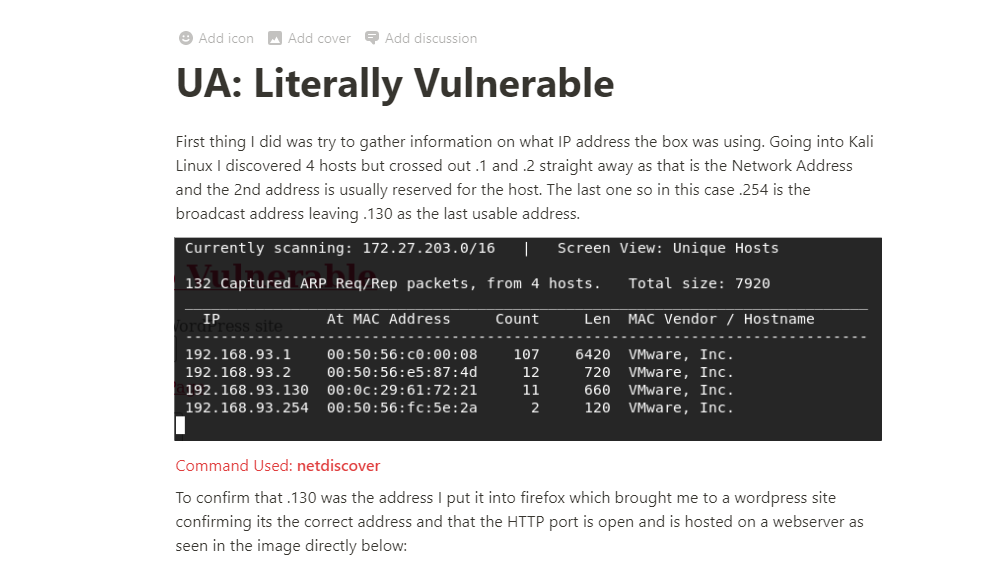 Add icon Add cover Add discussion
UA: Literally Vulnerable
First thing I did was try to gather information on what IP address the box was using. Going into Kali
Linux I discovered 4 hosts but crossed out .1 and .2 straight away as that is the Network Address
and the 2nd address is usually reserved for the host. The last one so in this case .254 is the
broadcast address leaving .130 as the last usable address.
Currently scanning: 172.27.203.0/16 | Screen View: Unique Hosts
Vulnerable
132 Captured ARP Req/Rep packets, from 4 hosts. Total size: 7920
IP At MAC Address Count Len MAC Vendor / Hostname
WordPress site
192.168.93.1 00:50:56:c0:00:08 107 6420 VMware, Inc.
192.168.93.2 00:50:56:e5:87:4d 12 720 VMware, Inc.
192.168.93.130 00:0c:29:61:72:21 11 660 VMware, Inc.
192.168.93.254 00:50:56:fc:5e:2a 2 120 VMware, Inc.
Command Used: netdiscover
To confirm that .130 was the address I put it into firefox which brought me to a wordpress site
confirming its the correct address and that the HTTP port is open and is hosted on a webserver as
seen in the image directly below: